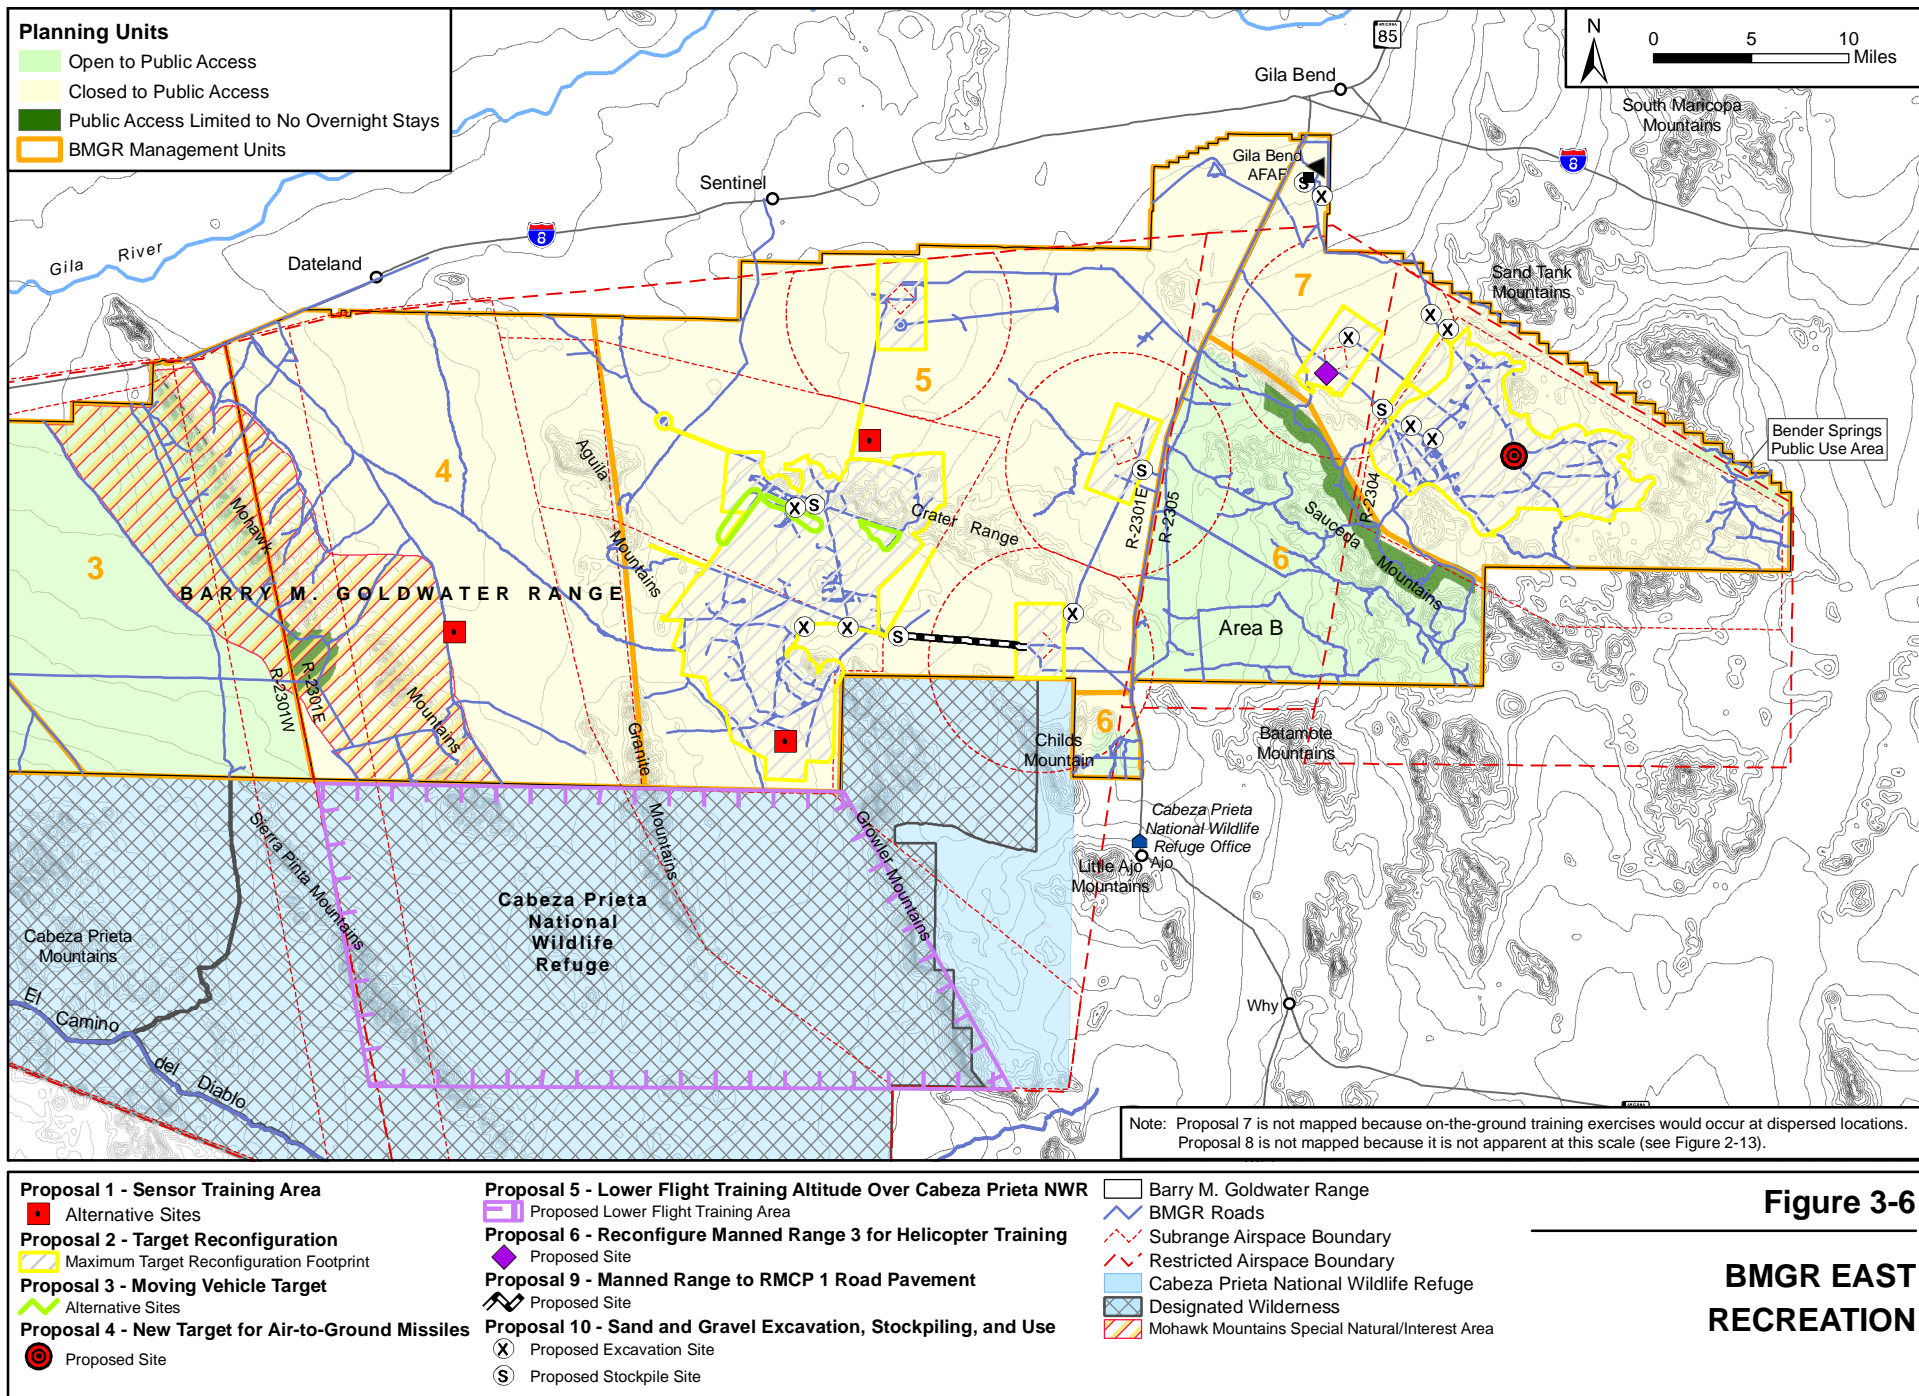 Planning Units
Open to Public Access
Closed to Public Access
Public Access Limited to No Overnight Stays
BMGR Management Units
ARIZONA
85
N
0 5 10
Miles
Gila Bend
South Maricopa
Mountains
8
Gila Bend
AFAF
S
X
Sentinel
8
Gila River
Dateland
Sand Tank
Mountains
7
X
X
X
5
Bender Springs
Public Use Area
S
X
X
4
Aguila
Mountains
Mohawk
S
R-2301E
R-2305
R-2304
X
S
Crater Range
Sauceda
Mountains
3
6
BARRY M. GOLDWATER RANGE
X
X
X
S
Area B
R-2301W
R-2301E
Mountains
Granite
Mountains
6
Childs
Mountain
Batamote
Mountains
Sierra Pinta Mountains
Growler Mountains
Cabeza Prieta
National Wildlife
Refuge Office
Ajo
Little Ajo
Mountains
Cabeza Prieta
National
Wildlife
Refuge
Cabeza Prieta
Mountains
El
Camino
del
Diablo
Why
ARIZONA
Note: Proposal 7 is not mapped because on-the-ground training exercises would occur at dispersed locations.
Proposal 8 is not mapped because it is not apparent at this scale (see Figure 2-13).
Proposal 1 - Sensor Training Area
Alternative Sites
Proposal 2 - Target Reconfiguration
Maximum Target Reconfiguration Footprint
Proposal 3 - Moving Vehicle Target
Alternative Sites
Proposal 4 - New Target for Air-to-Ground Missiles
Proposed Site
Proposal 5 - Lower Flight Training Altitude Over Cabeza Prieta NWR
Proposed Lower Flight Training Area
Proposal 6 - Reconfigure Manned Range 3 for Helicopter Training
Proposed Site
Proposal 9 - Manned Range to RMCP 1 Road Pavement
Proposed Site
Proposal 10 - Sand and Gravel Excavation, Stockpiling, and Use
X Proposed Excavation Site
S Proposed Stockpile Site
Barry M. Goldwater Range
BMGR Roads
Subrange Airspace Boundary
Restricted Airspace Boundary
Cabeza Prieta National Wildlife Refuge
Designated Wilderness
Mohawk Mountains Special Natural/Interest Area
Figure 3-6
BMGR EAST
RECREATION